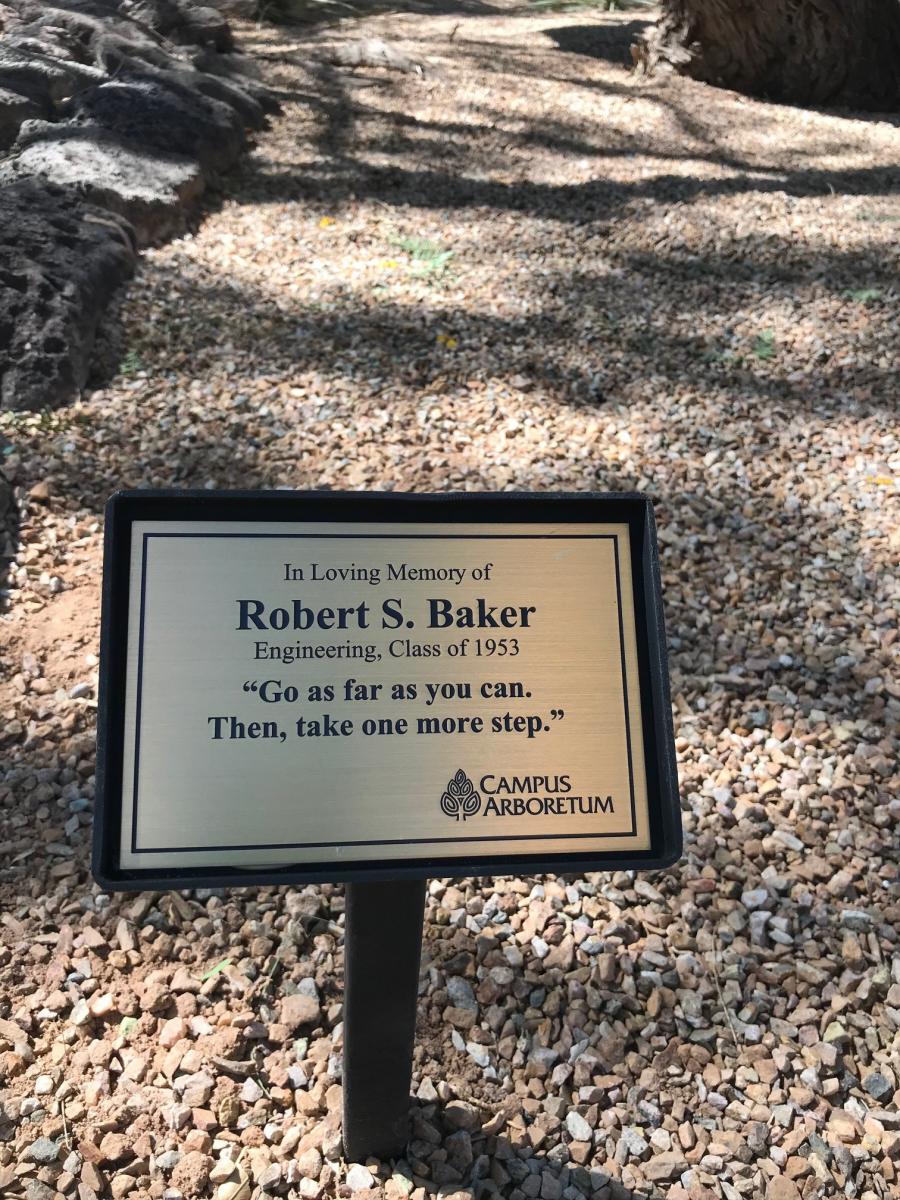 In Loving Memory of
Robert S. Baker
Engineering, Class of 1953
“Go as far as you can.
Then, take one more step.”
CAMPUS
ARBORETUM